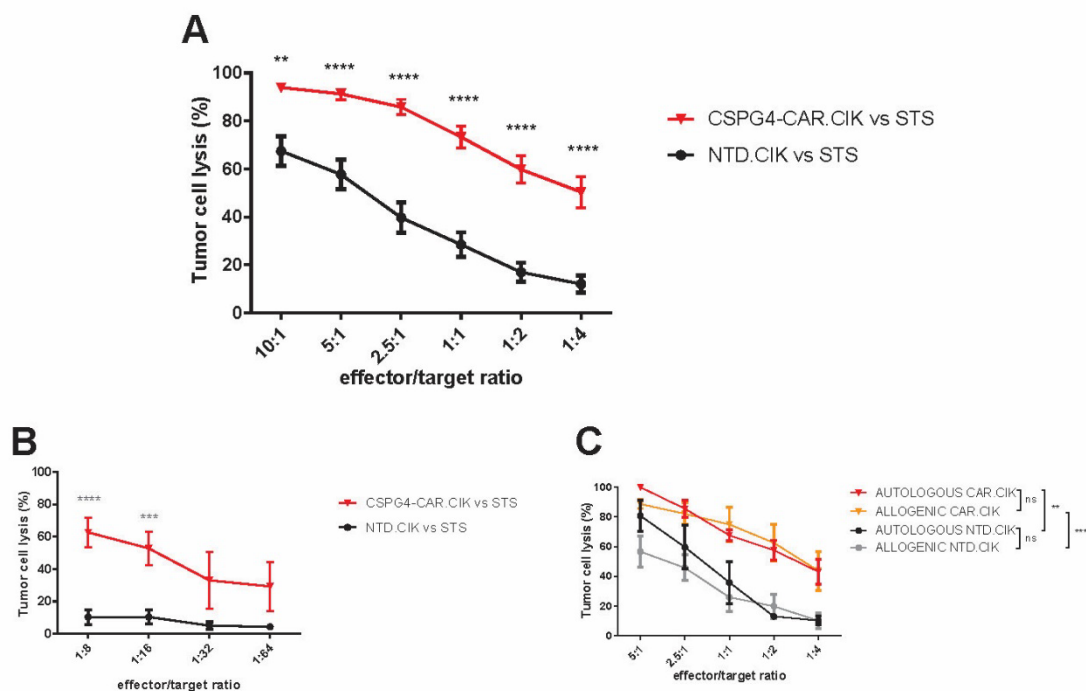 A
** **** **** **** **** ****
Tumor cell lysis (%)
100
80
60
40
20
0
10:1 5:1 2.5:1 1:1 1:2 1:4
effector/target ratio
CSPG4-CAR.CIK vs STS
NTD.CIK vs STS
B
**** ***
Tumor cell lysis (%)
100
80
60
40
20
0
1:8 1:16 1:32 1:64
effector/target ratio
CSPG4-CAR.CIK vs STS
NTD.CIK vs STS
C
Tumor cell lysis (%)
100
80
60
40
20
0
5:1 2.5:1 1:1 1:2 1:4
effector/target ratio
AUTOLOGOUS CAR.CIK
ALLOGENIC CAR.CIK
AUTOLOGOUS NTD.CIK
ALLOGENIC NTD.CIK
ns
ns
**